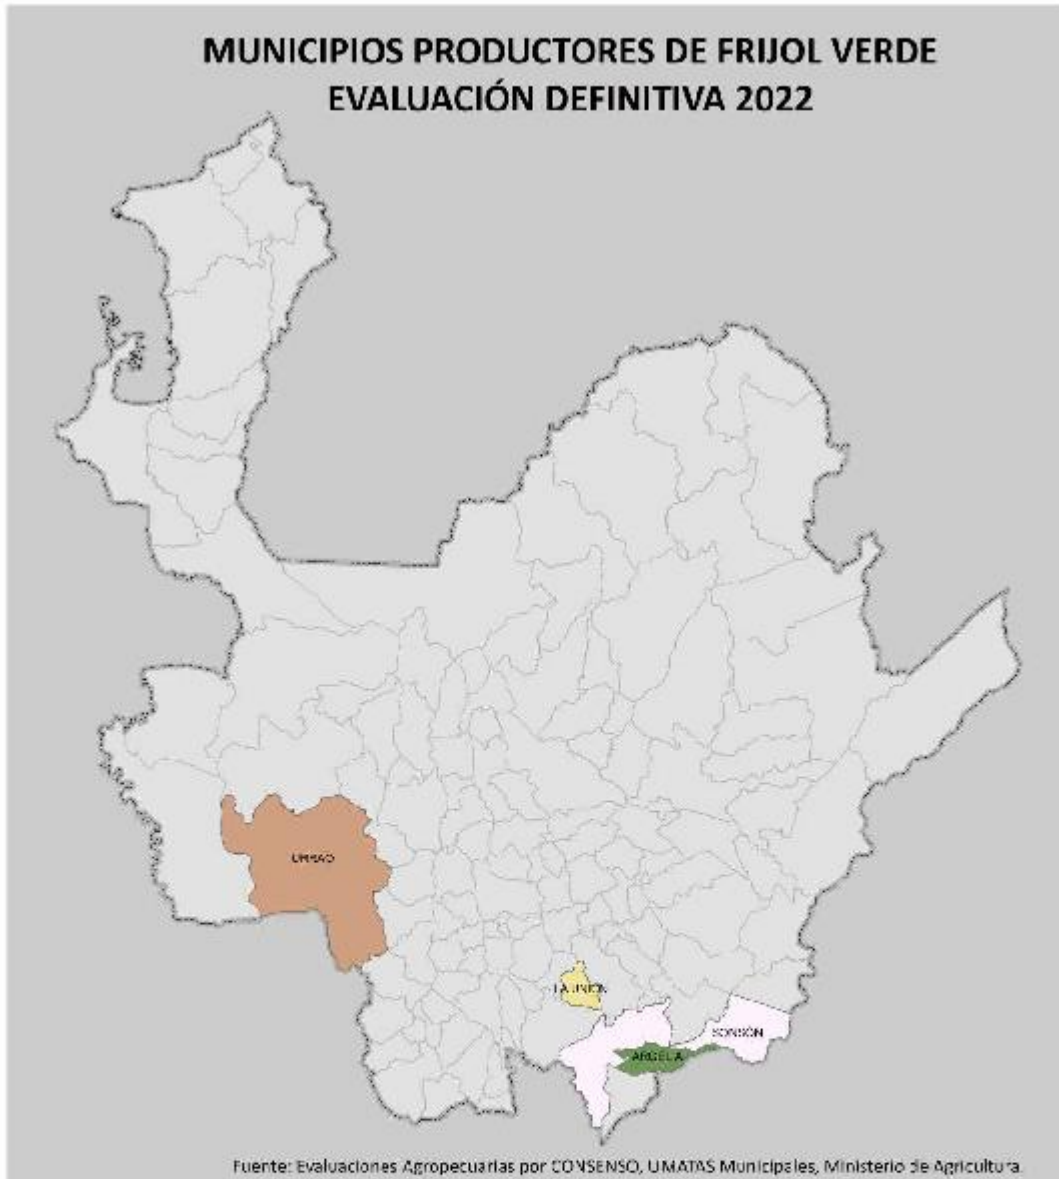 MUNICIPIOS PRODUCTORES DE FRIJOL VERDE
EVALUACIÓN DEFINITIVA 2022
URRAO
LA UNIÓN
SONSÓN
ARGELIA
Fuente: Evaluaciones Agropecuarias por CONSENSO, UMATAS Municipales, Ministerio de Agricultura.